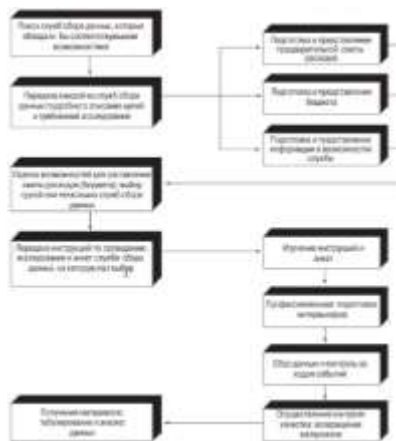 Поиск служб сбора данных, которые
обладали бы соответствующими
возможностями
Передача каждой из служб сбора
данных подробного описания целей
и требований исследования
Подготовка и представление
предварительной сметы
расходов
Подготовка и представление
бюджета
Подготовка и представление
информации о возможностях
службы
Оценка возможностей для составления
сметы расходов (бюджета), выбор
одной или нескольких служб сбора
данных
Передача инструкций по проведению
исследования и анкет службе сбора
данных, на которую пал выбор
Изучение инструкций и
анкет
Профессиональная подготовка
интервьюеров
Сбор данных и контроль за
ходом событий
Осуществление контроля
качества, возвращение
материалов
Получение материалов,
табулирование и анализ
данных